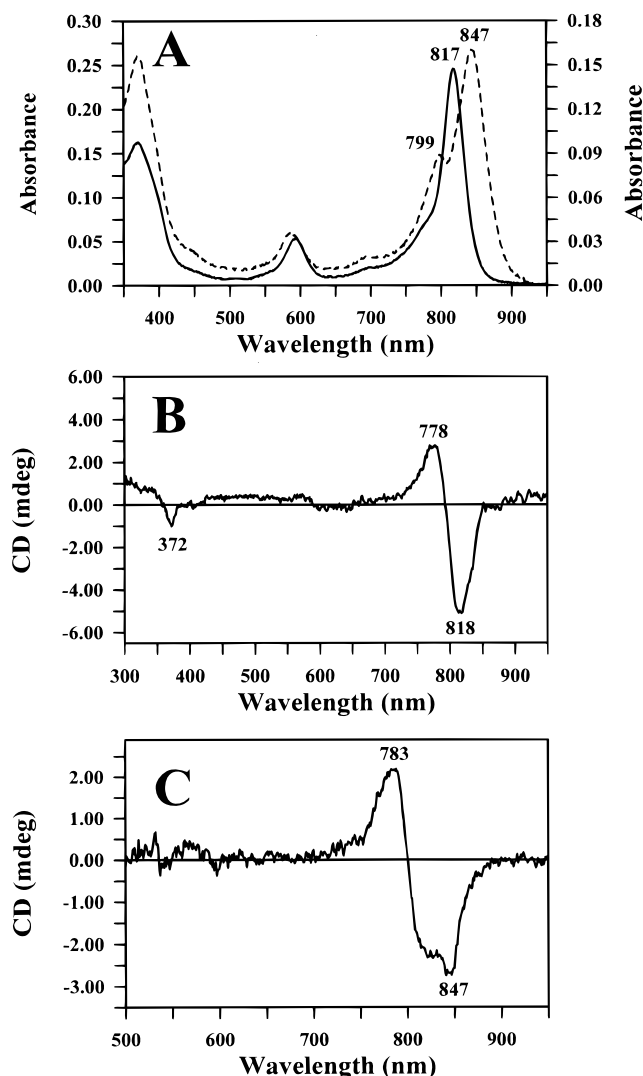 A
0.30
0.25
0.20
0.15
0.10
0.05
0.00
Absorbance
0.18
0.15
0.12
0.09
0.06
0.03
0.00
Absorbance
817
847
799
400 500 600 700 800 900
Wavelength (nm)
B
6.00
4.00
2.00
0.00
-2.00
-4.00
-6.00
CD (mdeg)
778
372
818
300 400 500 600 700 800 900
Wavelength (nm)
C
2.00
1.00
0.00
-1.00
-2.00
-3.00
CD (mdeg)
783
847
500 600 700 800 900
Wavelength (nm)